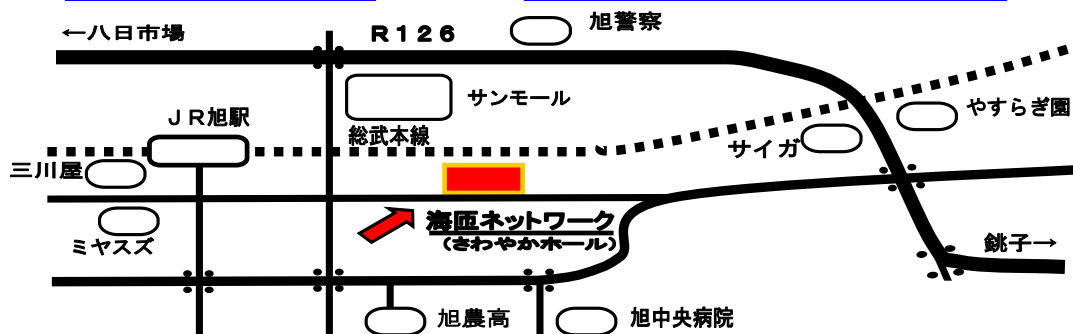 ←八日市場
R126
旭警察
サンモール
やすらぎ園
JR旭駅
総武本線
サイガ
三川屋
海匝ネットワーク
(さわやかホール)
ミヤスズ
銚子→
旭農高
旭中央病院